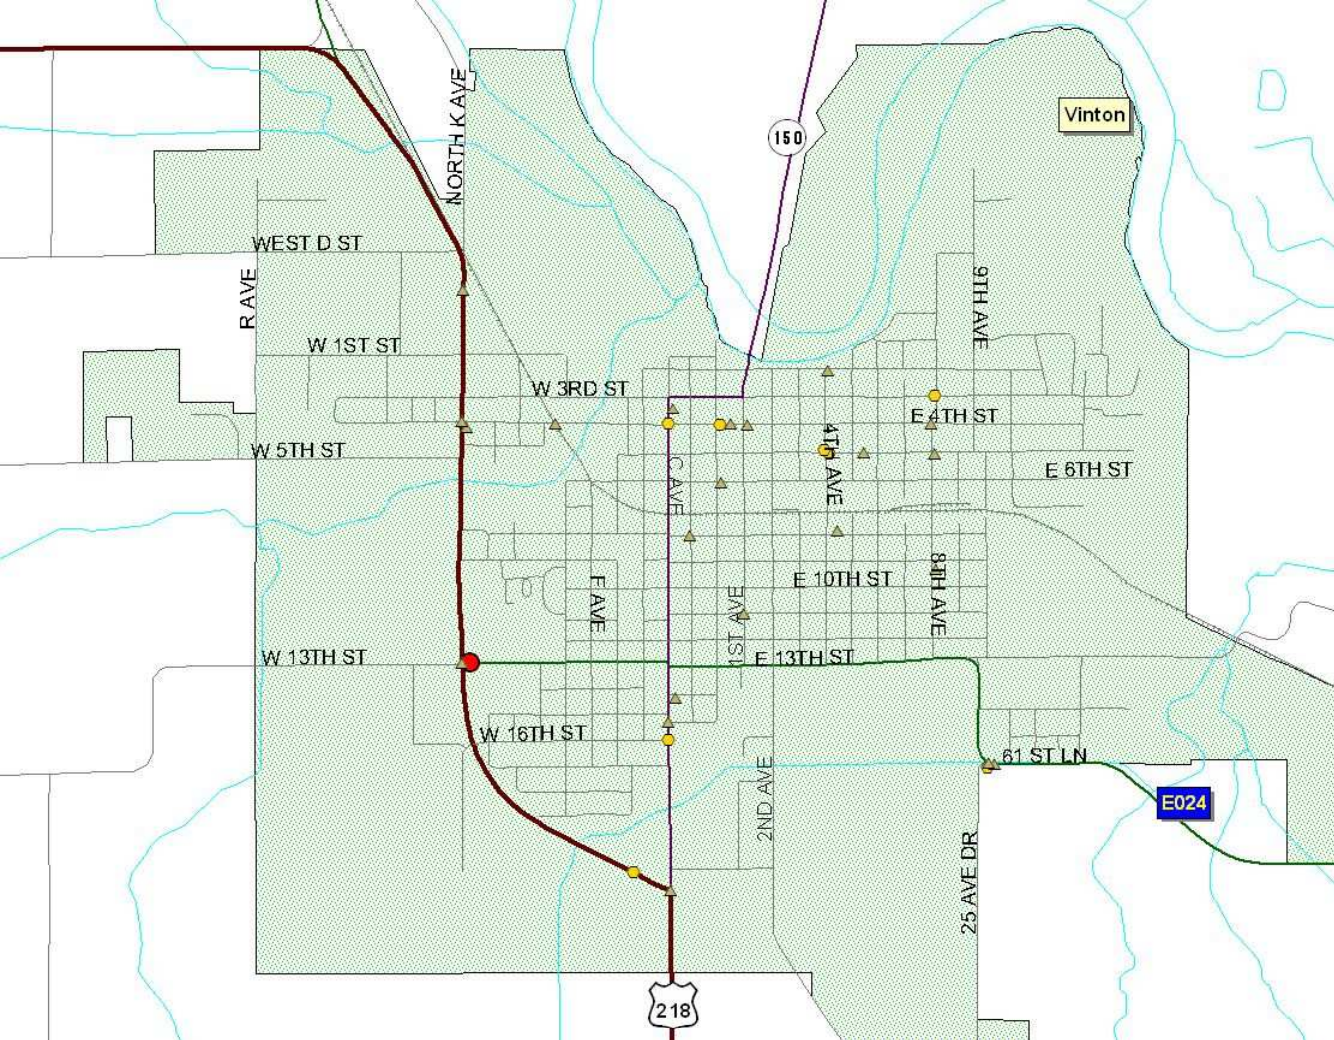 NORTH K AVE
Vinton
150
WEST D ST
R AVE
9TH AVE
W 1ST ST
W 3RD ST
E 4TH ST
W 5TH ST
4TH AVE
C AVE
E 6TH ST
E 10TH ST
8TH AVE
F AVE
1ST AVE
W 13TH ST
E 13TH ST
W 16TH ST
61 ST LN
2ND AVE
E024
25 AVE DR
218